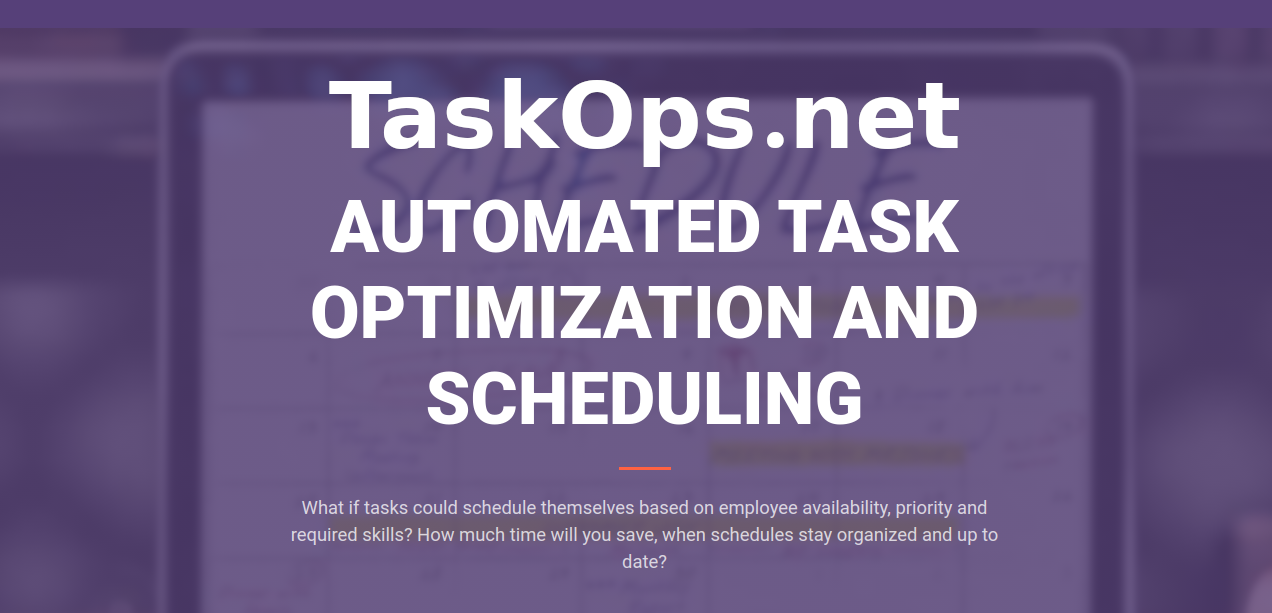 TaskOps.net
SCHEDULE
AUTOMATED TASK
OPTIMIZATION AND
SCHEDULING
What if tasks could schedule themselves based on employee availability, priority and
required skills? How much time will you save, when schedules stay organized and up to
date?